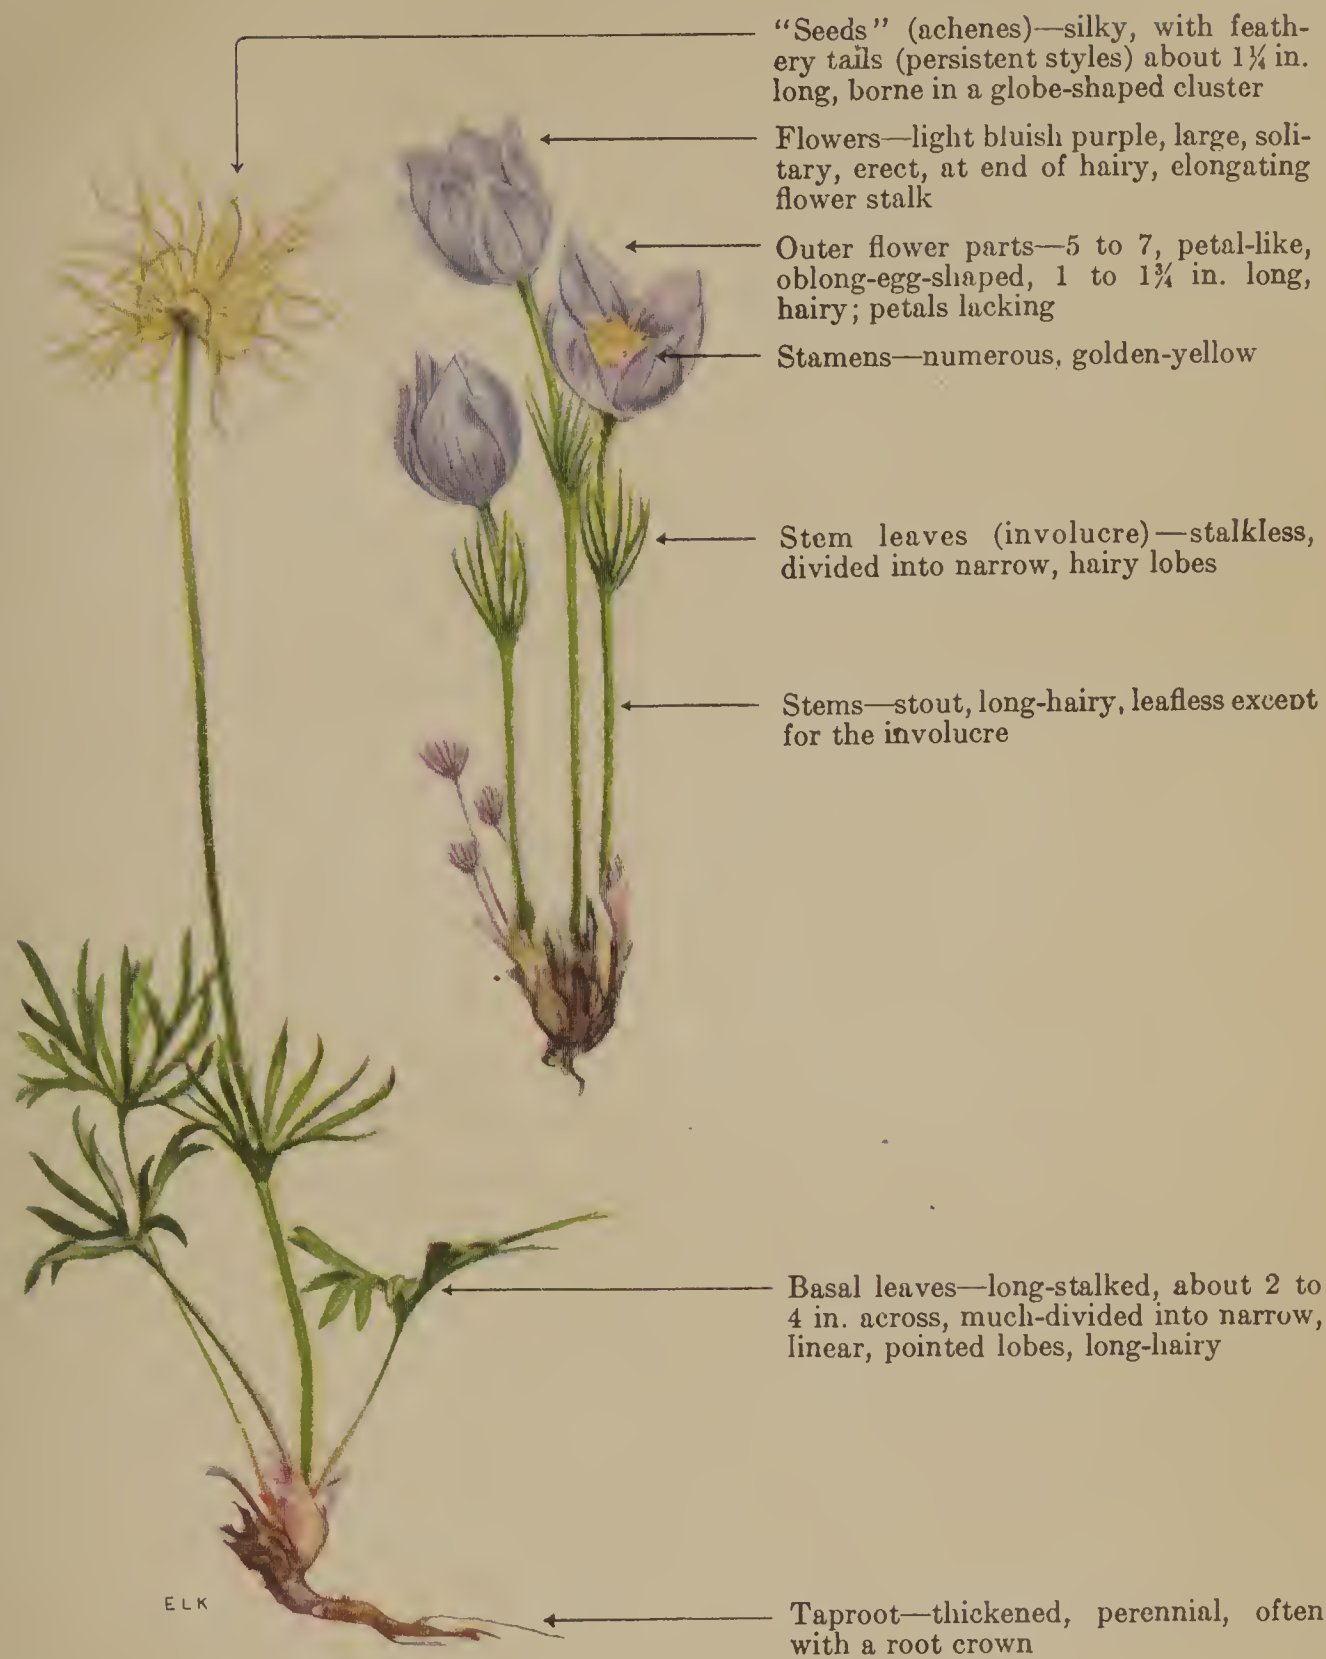 “Seeds” (achenes)—silky, with feath-
ery tails (persistent styles) about 1¼ in.
long, borne in a globe-shaped cluster
Flowers—light bluish purple, large, soli-
tary, erect, at end of hairy, elongating
flower stalk
Outer flower parts—5 to 7, petal-like,
oblong-egg-shaped, 1 to 1¾ in. long,
hairy; petals lacking
Stamens—numerous, golden-yellow
Stem leaves (involucre)—stalkless,
divided into narrow, hairy lobes
Stems—stout, long-hairy, leafless except
for the involucre
Basal leaves—long-stalked, about 2 to
4 in. across, much-divided into narrow,
linear, pointed lobes, long-hairy
ELK
Taproot—thickened, perennial, often
with a root crown